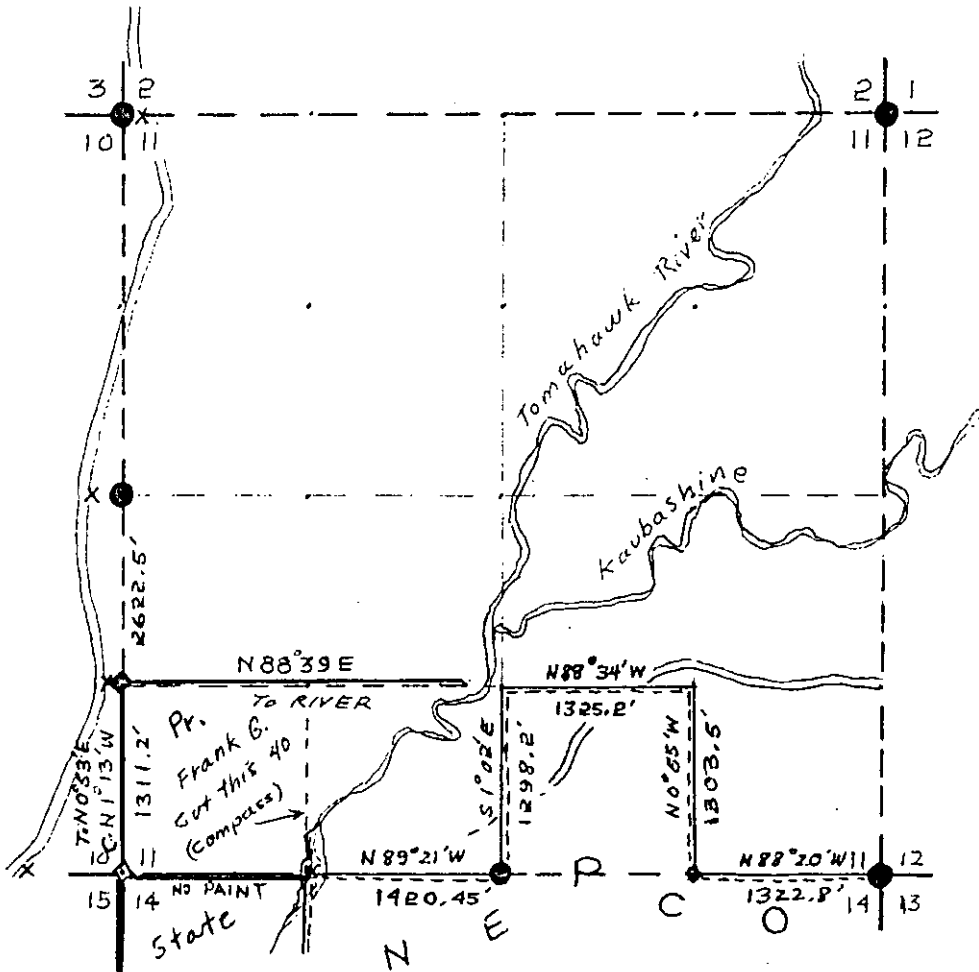 3 2
10 11
2 1
11 12
Tomahawk River
Kaubashine
2622.5'
N 88°39 E
TO RIVER
N88°34'W
1325.2'
Pr.
Frank G.
cut this 40
(compass)
T.N0°33'E
C.N1°13'W
1311.2'
S1°02'E
1298.2'
N0°55'W
1303.5'
10 11
15 14
NO PAINT
State
N 89°21'W
1420.45'
N88°20'W
1322.8'
11 12
14 13
N E P C O